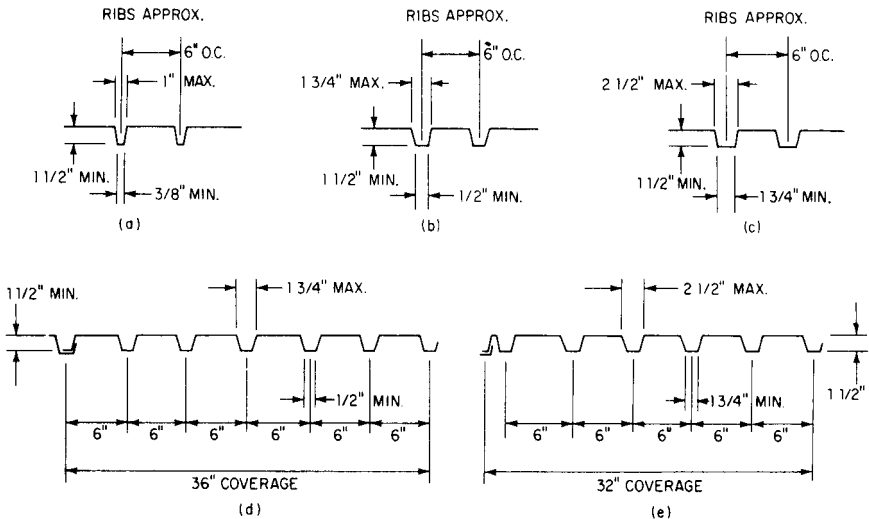 RIBS APPROX.
6" O.C.
1" MAX.
1 1/2" MIN.
3/8" MIN.
(a)
RIBS APPROX.
6" O.C.
1 3/4" MAX.
1 1/2" MIN.
1/2" MIN.
(b)
RIBS APPROX.
6" O.C.
2 1/2" MAX.
1 1/2" MIN.
1 3/4" MIN.
(c)
1 1/2" MIN.
1 3/4" MAX.
1/2" MIN.
6" 6" 6" 6" 6" 6"
36" COVERAGE
(d)
2 1/2" MAX.
1 1/2"
1 3/4" MIN.
6" 6" 6" 6" 6"
32" COVERAGE
(e)